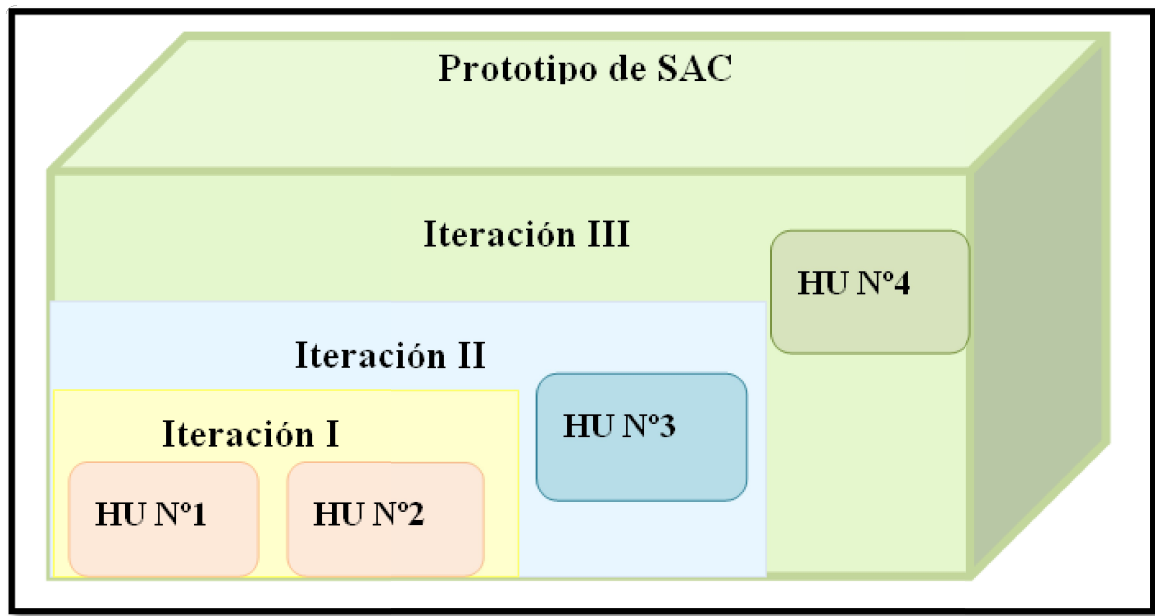 Prototipo de SAC
Iteración III
HU Nº4
Iteración II
HU Nº3
Iteración I
HU Nº1
HU Nº2